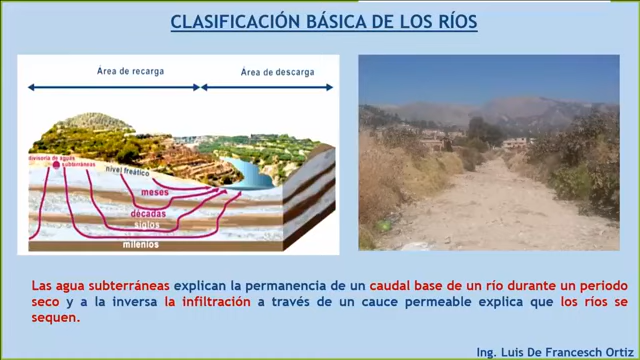 CLASIFICACIÓN BÁSICA DE LOS RÍOS
Área de recarga
Área de descarga
divisoria de aguas
subterráneas
nivel freático
meses
décadas
siglos
milenios
Las agua subterráneas explican la permanencia de un caudal base de un río durante un periodo
seco y a la inversa la infiltración a través de un cauce permeable explica que los ríos se
sequen.
Ing. Luis De Francesch Ortiz